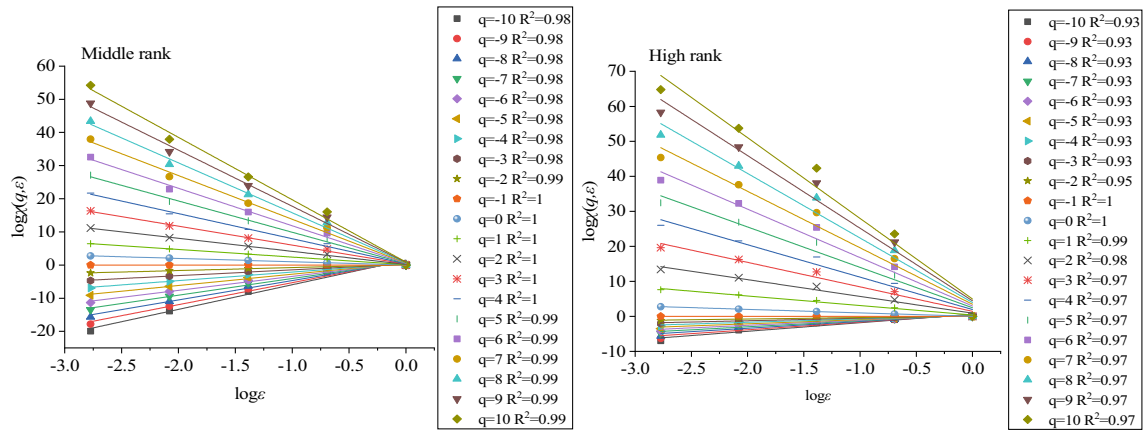 Middle rank
logχ(q,ε)
60
50
40
30
20
10
0
-10
-20
-3.0 -2.5 -2.0 -1.5 -1.0 -0.5 0.0
logε
q=-10 R²=0.98
q=-9 R²=0.98
q=-8 R²=0.98
q=-7 R²=0.98
q=-6 R²=0.98
q=-5 R²=0.98
q=-4 R²=0.98
q=-3 R²=0.98
q=-2 R²=0.99
q=-1 R²=1
q=0 R²=1
q=1 R²=1
q=2 R²=1
q=3 R²=1
q=4 R²=1
q=5 R²=0.99
q=6 R²=0.99
q=7 R²=0.99
q=8 R²=0.99
q=9 R²=0.99
q=10 R²=0.99
High rank
logχ(q,ε)
70
60
50
40
30
20
10
0
-10
-3.0 -2.5 -2.0 -1.5 -1.0 -0.5 0.0
logε
q=-10 R²=0.93
q=-9 R²=0.93
q=-8 R²=0.93
q=-7 R²=0.93
q=-6 R²=0.93
q=-5 R²=0.93
q=-4 R²=0.93
q=-3 R²=0.93
q=-2 R²=0.95
q=-1 R²=1
q=0 R²=1
q=1 R²=0.99
q=2 R²=0.98
q=3 R²=0.97
q=4 R²=0.97
q=5 R²=0.97
q=6 R²=0.97
q=7 R²=0.97
q=8 R²=0.97
q=9 R²=0.97
q=10 R²=0.97